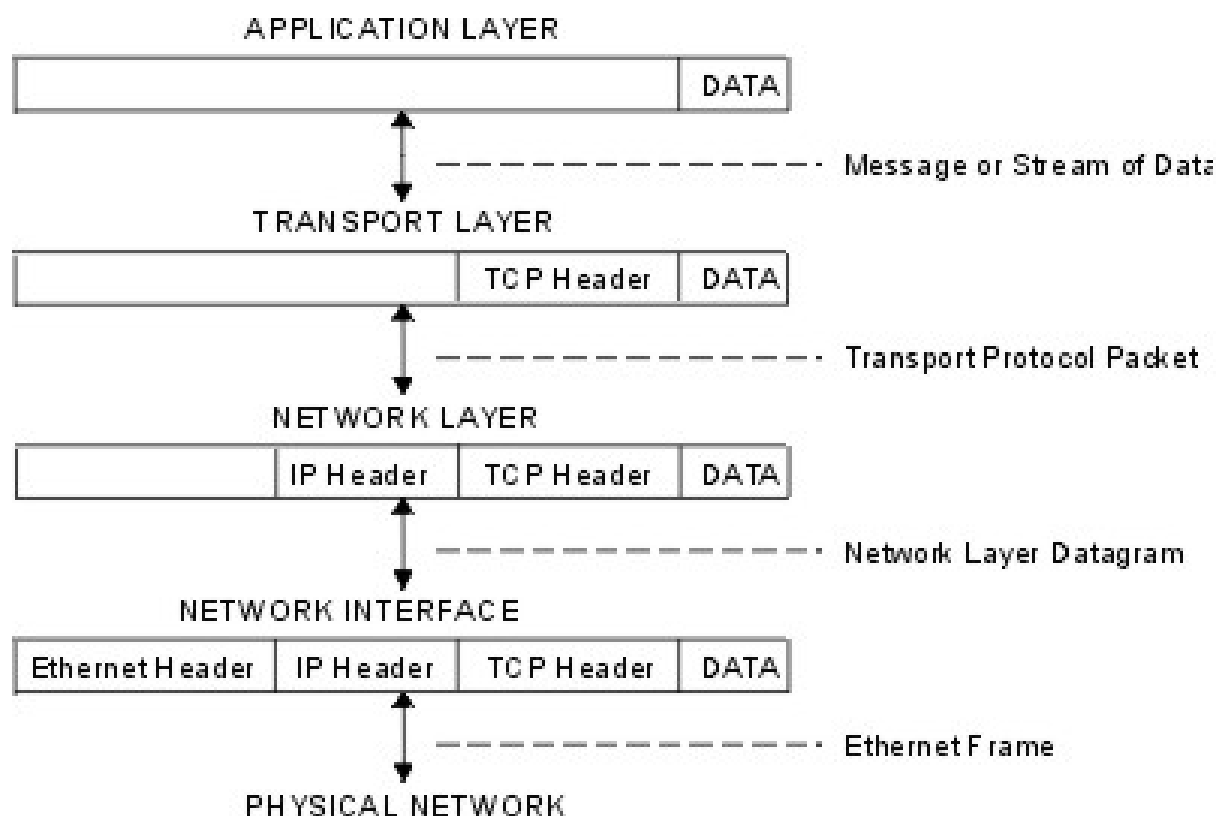 APPLICATION LAYER
DATA
Message or Stream of Data
TRANSPORT LAYER
TCP Header DATA
Transport Protocol Packet
NETWORK LAYER
IP Header TCP Header DATA
Network Layer Datagram
NETWORK INTERFACE
Ethernet Header IP Header TCP Header DATA
Ethernet Frame
PHYSICAL NETWORK